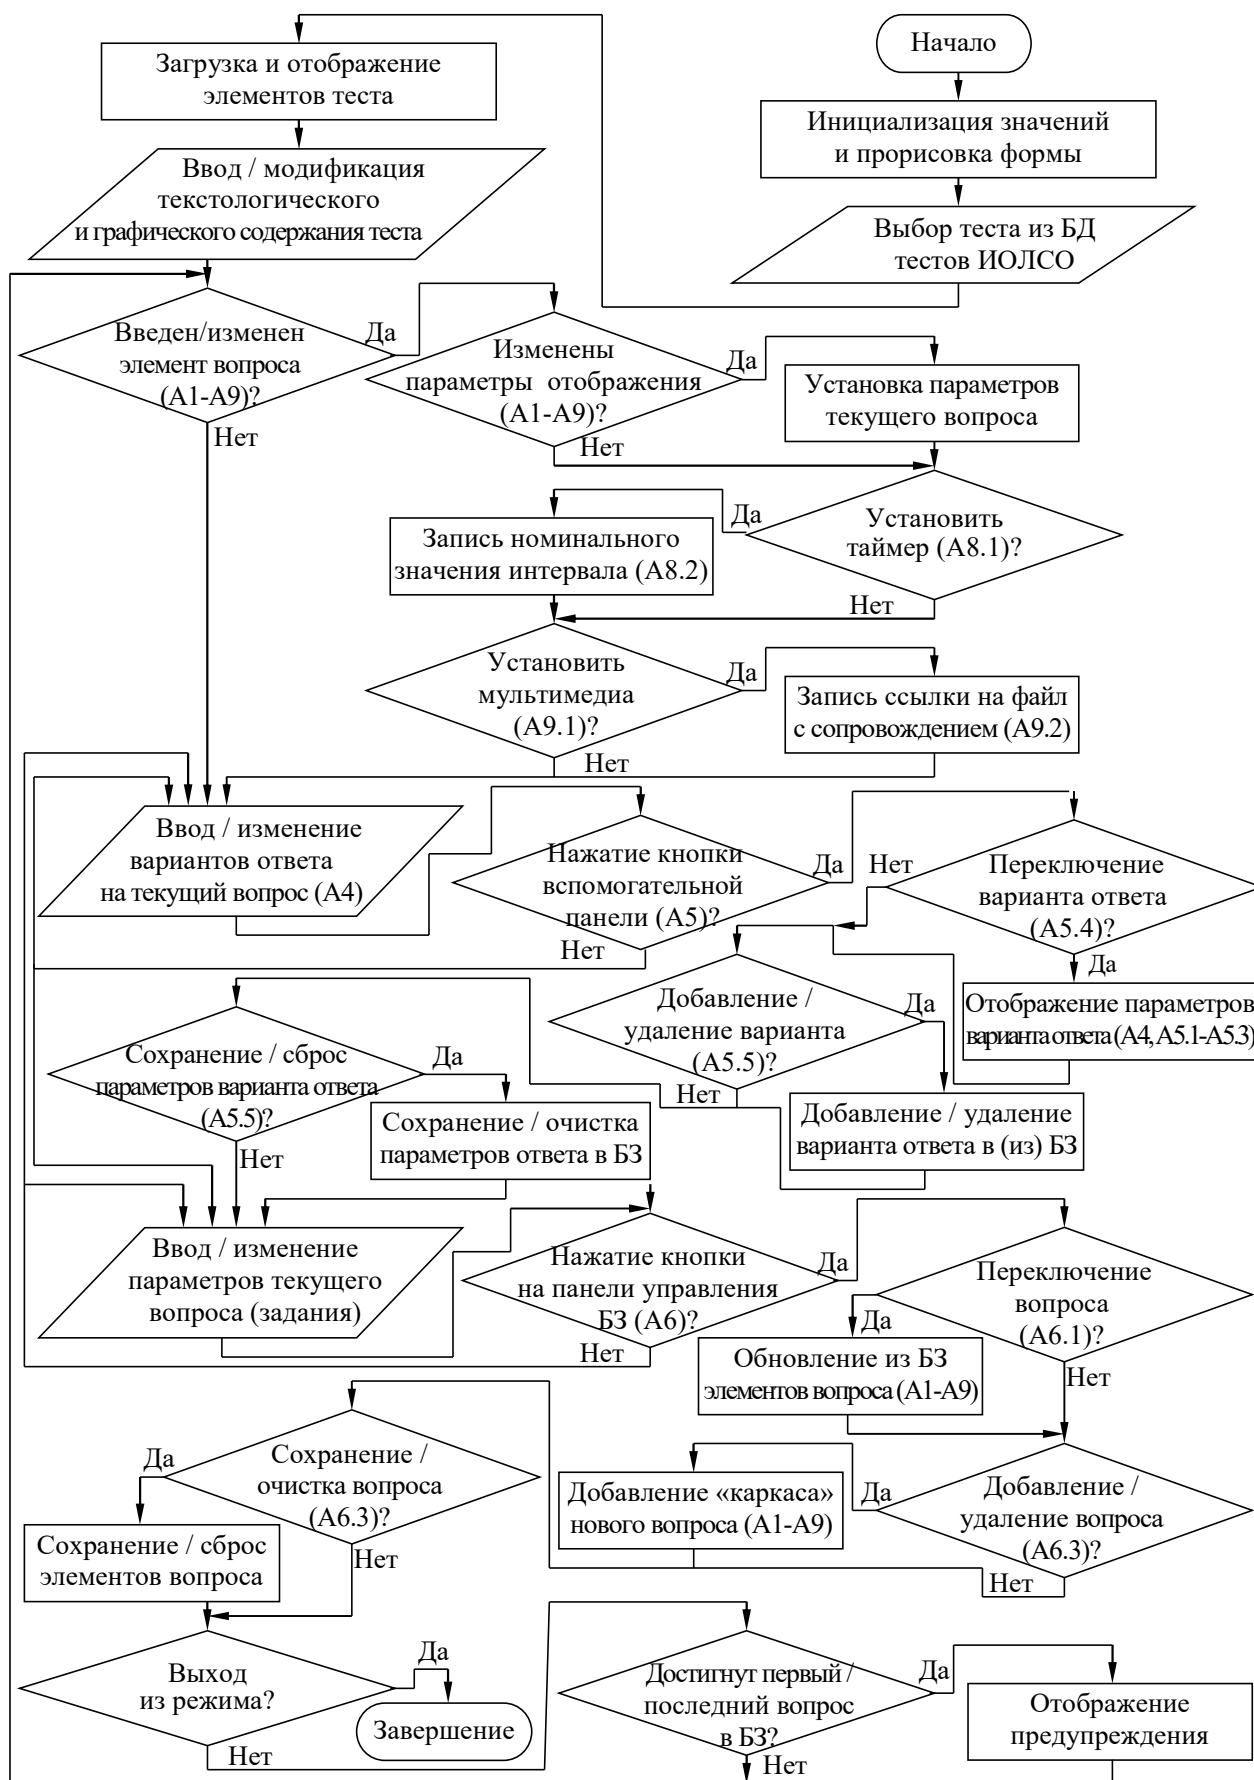 Начало
Инициализация значений
и прорисовка формы
Выбор теста из БД
тестов ИОЛСО
Загрузка и отображение
элементов теста
Ввод / модификация
текстологического
и графического содержания теста
Введен/изменен
элемент вопроса
(А1-А9)?
Да
Нет
Изменены
параметры отображения
(А1-А9)?
Да
Нет
Установка параметров
текущего вопроса
Установить
таймер (А8.1)?
Да
Нет
Запись номинального
значения интервала (А8.2)
Установить
мультимедиа
(А9.1)?
Да
Нет
Запись ссылки на файл
с сопровождением (А9.2)
Ввод / изменение
вариантов ответа
на текущий вопрос (А4)
Нажатие кнопки
вспомогательной
панели (А5)?
Да
Нет
Переключение
варианта ответа
(А5.4)?
Нет
Да
Отображение параметров
варианта ответа (А4, А5.1-А5.3)
Добавление /
удаление варианта
(А5.5)?
Да
Нет
Добавление / удаление
варианта ответа в (из) БЗ
Сохранение / сброс
параметров варианта ответа
(А5.5)?
Да
Нет
Сохранение / очистка
параметров ответа в БЗ
Ввод / изменение
параметров текущего
вопроса (задания)
Нажатие кнопки
на панели управления
БЗ (А6)?
Да
Нет
Переключение
вопроса
(А6.1)?
Да
Нет
Обновление из БЗ
элементов вопроса (А1-А9)
Добавление /
удаление вопроса
(А6.3)?
Да
Нет
Добавление «каркаса»
нового вопроса (А1-А9)
Сохранение /
очистка вопроса
(А6.3)?
Да
Нет
Сохранение / сброс
элементов вопроса
Выход
из режима?
Да
Нет
Завершение
Достигнут первый /
последний вопрос
в БЗ?
Да
Нет
Отображение
предупреждения